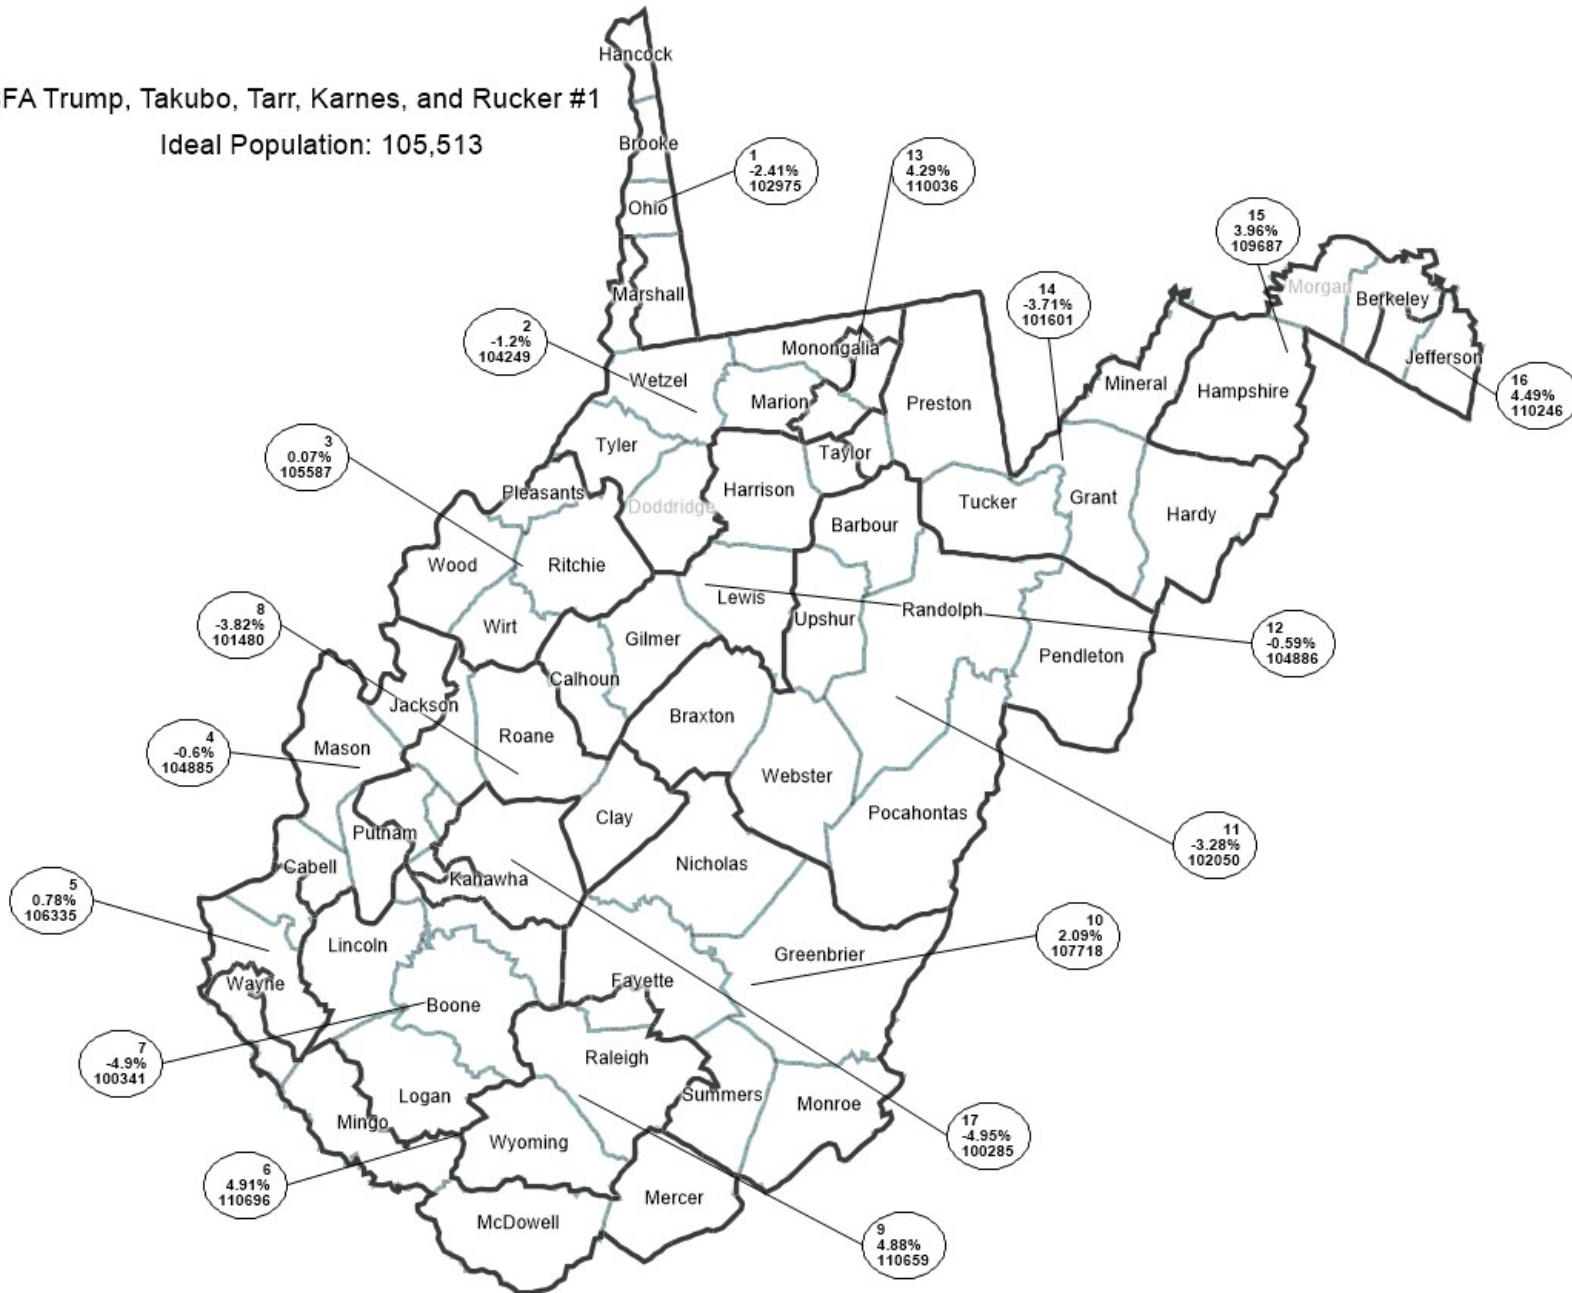 FA Trump, Takubo, Tarr, Karnes, and Rucker #1
Ideal Population: 105,513
Hancock
Brooke
Ohio
Marshall
1
-2.41%
102975
13
4.29%
110036
15
3.96%
109687
14
-3.71%
101601
2
-1.2%
104249
Morgan
Berkeley
Jefferson
16
4.49%
110246
Monongalia
Wetzel
Marion
Preston
Mineral
Hampshire
3
0.07%
105587
Tyler
Taylor
Pleasants
Harrison
Doddridge
Tucker
Grant
Hardy
Barbour
Wood
Ritchie
8
-3.82%
101480
Wirt
Gilmer
Lewis
Upshur
Randolph
12
-0.59%
104886
Pendleton
Calhoun
Jackson
Braxton
Roane
4
-0.6%
104885
Mason
Webster
Pocahontas
Clay
Putnam
11
-3.28%
102050
Cabell
Kanawha
Nicholas
5
0.78%
106335
Lincoln
Greenbrier
10
2.09%
107718
Wayne
Fayette
Boone
7
-4.9%
100341
Raleigh
Logan
Summers
Monroe
Mingo
Wyoming
17
-4.95%
100285
6
4.91%
110696
Mercer
McDowell
9
4.88%
110659